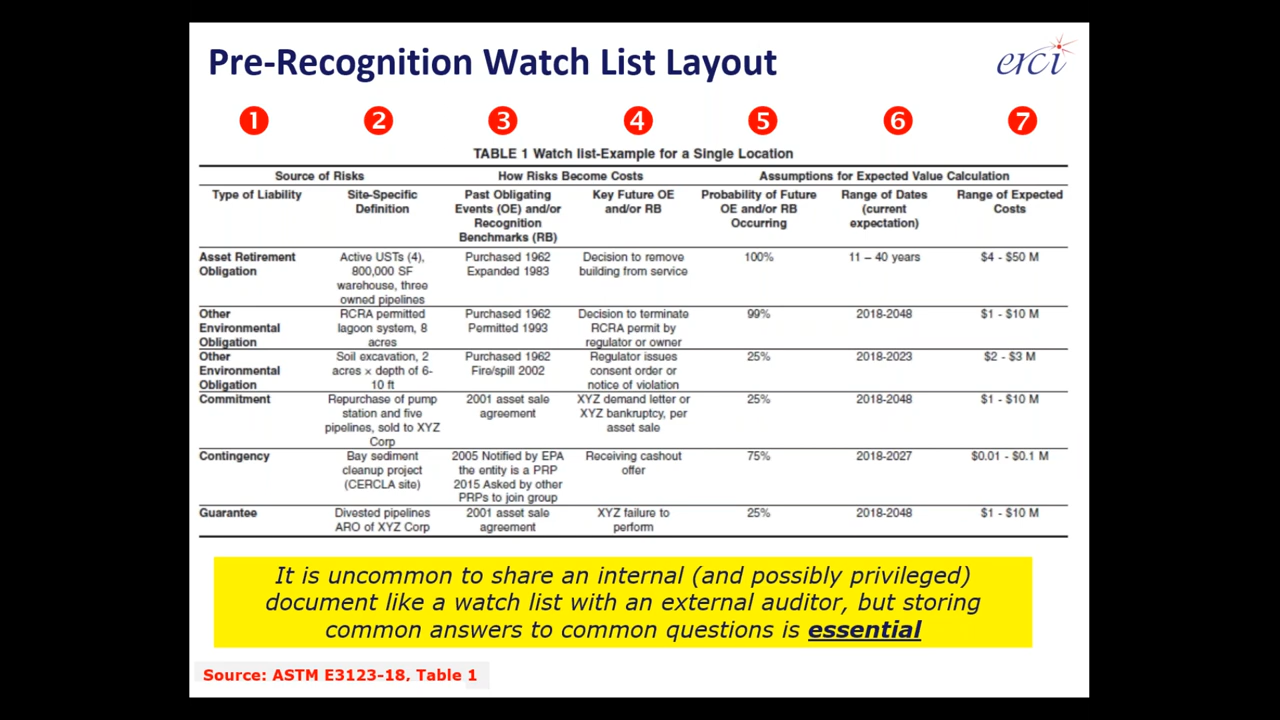 Pre-Recognition Watch List Layout
erci
1 2 3 4 5 6 7
TABLE 1 Watch list-Example for a Single Location
Source of Risks How Risks Become Costs Assumptions for Expected Value Calculation
Type of Liability Site-Specific Past Obligating Key Future OE Probability of Future Range of Dates Range of Expected
Definition Events (OE) and/or and/or RB OE and/or RB (current Costs
Recognition Occurring expectation)
Benchmarks (RB)
Asset Retirement Active USTs (4), Purchased 1962 Decision to remove 100% 11 – 40 years $4 - $50 M
Obligation 800,000 SF Expanded 1983 building from service
warehouse, three
owned pipelines
Other RCRA permitted Purchased 1962 Decision to terminate 99% 2018-2048 $1 - $10 M
Environmental lagoon system, 8 Permitted 1993 RCRA permit by
Obligation acres regulator or owner
Other Soil excavation, 2 Purchased 1962 Regulator issues 25% 2018-2023 $2 - $3 M
Environmental acres × depth of 6- Fire/spill 2002 consent order or
Obligation 10 ft notice of violation
Commitment Repurchase of pump 2001 asset sale XYZ demand letter or 25% 2018-2048 $1 - $10 M
station and five agreement XYZ bankruptcy, per
pipelines, sold to XYZ asset sale
Corp
Contingency Bay sediment 2005 Notified by EPA Receiving cashout 75% 2018-2027 $0.01 - $0.1 M
cleanup project the entity is a PRP offer
(CERCLA site) 2015 Asked by other
PRPs to join group
Guarantee Divested pipelines 2001 asset sale XYZ failure to 25% 2018-2048 $1 - $10 M
ARO of XYZ Corp agreement perform
It is uncommon to share an internal (and possibly privileged)
document like a watch list with an external auditor, but storing
common answers to common questions is essential
Source: ASTM E3123-18, Table 1